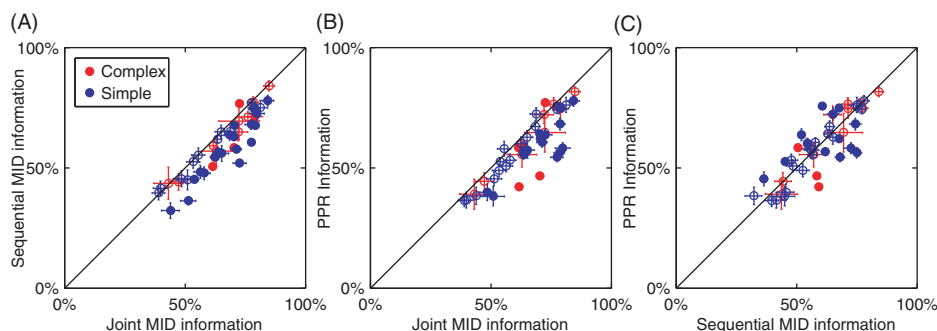 (A)
(B)
(C)
Sequential MID information
100%
50%
0%
Complex
Simple
0%
50%
100%
Joint MID information
PPR Information
100%
50%
0%
0%
50%
100%
Joint MID information
PPR Information
100%
50%
0%
0%
50%
100%
Sequential MID information